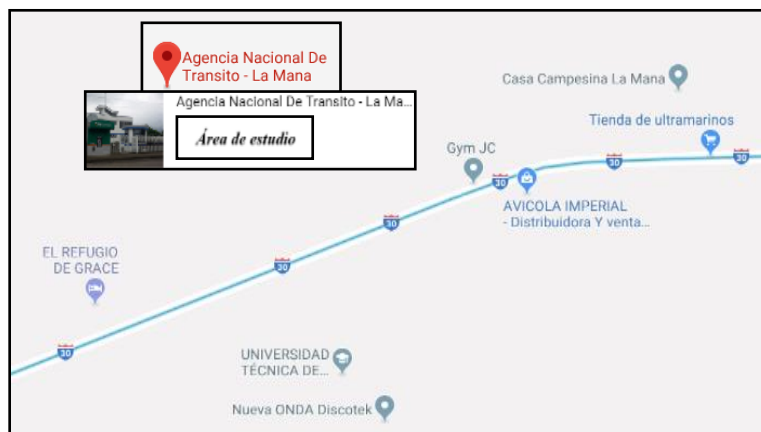 Agencia Nacional De
Transito - La Mana
Agencia Nacional De Transito - La Ma...
Área de estudio
Casa Campesina La Mana
Tienda de ultramarinos
Gym JC
30
30
30
AVICOLA IMPERIAL
- Distribuidora Y venta...
30
EL REFUGIO
DE GRACE
30
30
UNIVERSIDAD
TÉCNICA DE...
Nueva ONDA Discotek